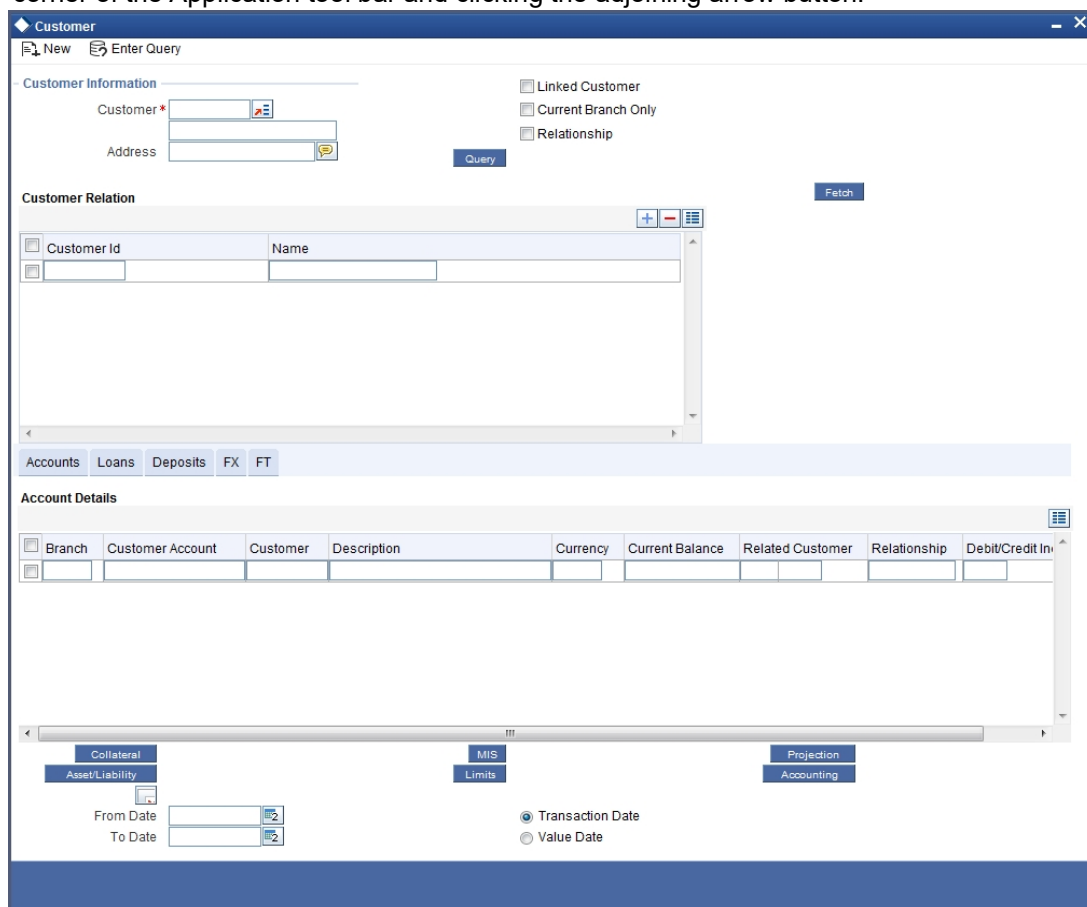 corner of the Application tool bar and clicking the adjoining arrow button.
Customer
New Enter Query
Customer Information
Linked Customer
Customer *
Current Branch Only
Relationship
Address
Query
Fetch
Customer Relation
Customer Id Name
Accounts Loans Deposits FX FT
Account Details
Branch Customer Account Customer Description Currency Current Balance Related Customer Relationship Debit/Credit In
Collateral MIS Projection
Asset/Liability Limits Accounting
From Date Transaction Date
To Date Value Date